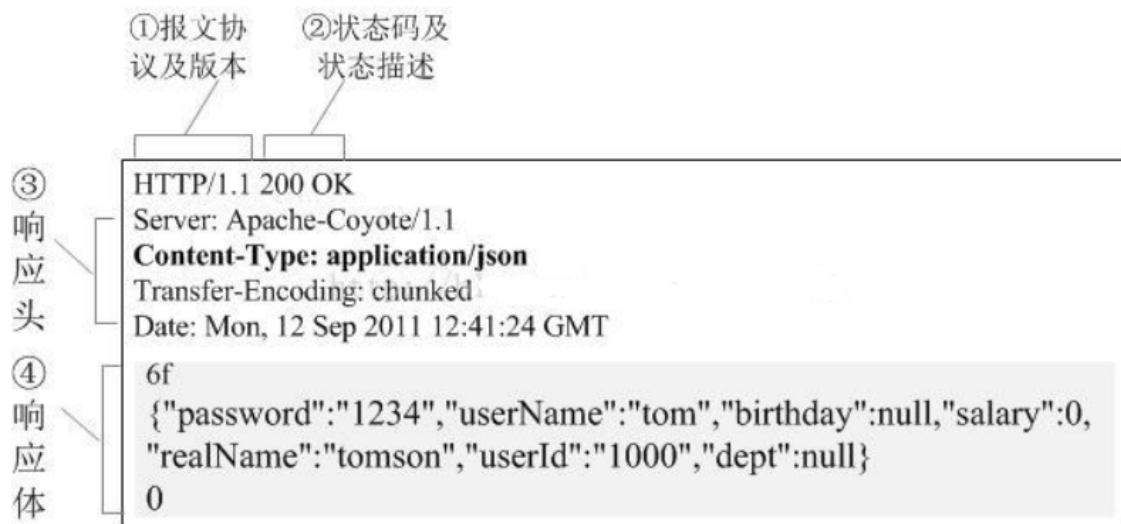 ①报文协
议及版本
②状态码及
状态描述
③
响
应
头
HTTP/1.1 200 OK
Server: Apache-Coyote/1.1
Content-Type: application/json
Transfer-Encoding: chunked
Date: Mon, 12 Sep 2011 12:41:24 GMT
④
响
应
体
6f
{"password":"1234","userName":"tom","birthday":null,"salary":0,
"realName":"tomson","userId":"1000","dept":null}
0